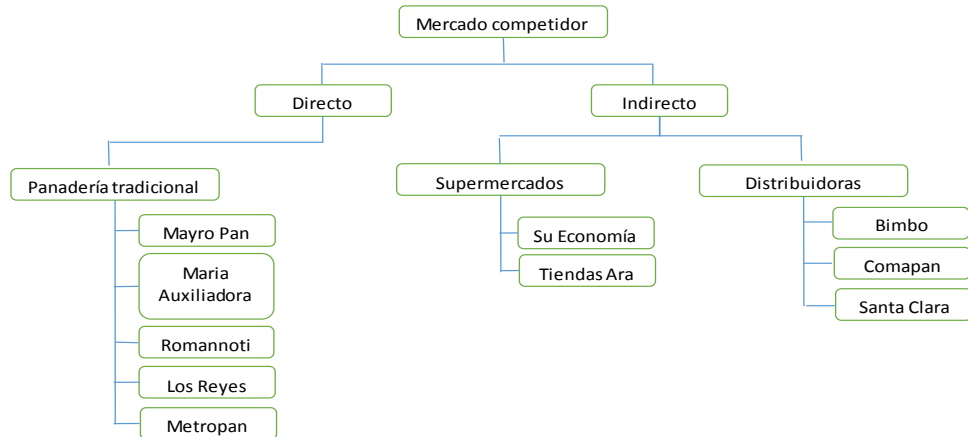 Mercado competidor
Directo
Indirecto
Panadería tradicional
Supermercados
Distribuidoras
Mayro Pan
Maria
Auxiliadora
Romannoti
Los Reyes
Metropan
Su Economía
Tiendas Ara
Bimbo
Comapan
Santa Clara